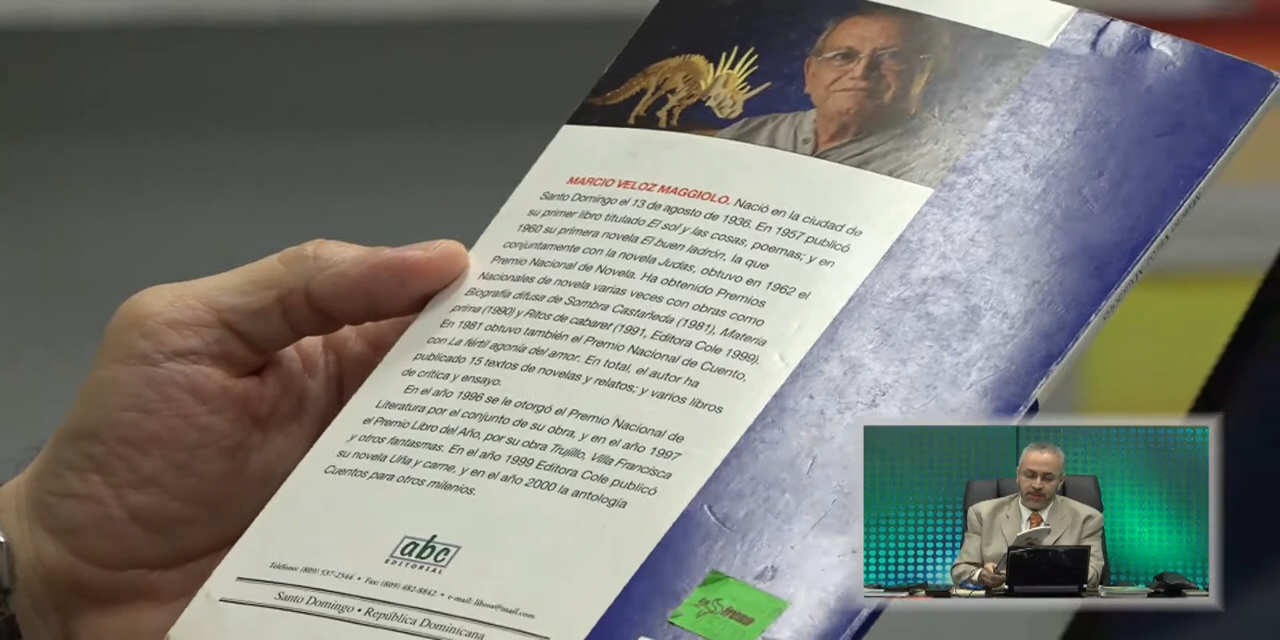 MARCIO VELOZ MAGGIOLO. Nació en la ciudad de
Santo Domingo el 13 de agosto de 1936. En 1957 publicó
su primer libro titulado El sol y las cosas, poemas; y en
1960 su primera novela El buen ladrón, la que
conjuntamente con la novela Judas, obtuvo en 1962 el
Premio Nacional de Novela. Ha obtenido Premios
Nacionales de novela varias veces con obras como
Biografía difusa de Sombra Castañeda (1981), Materia
prima (1990) y Ritos de cabaret (1991, Editora Cole 1999).
En 1981 obtuvo también el Premio Nacional de Cuento,
con La fértil agonía del amor. En total, el autor ha
publicado 15 textos de novelas y relatos; y varios libros
de crítica y ensayo.
En el año 1996 se le otorgó el Premio Nacional de
Literatura por el conjunto de su obra, y en el año 1997
el Premio Libro del Año, por su obra Trujillo, Villa Francisca
y otros fantasmas. En el año 1999 Editora Cole publicó
su novela Uña y carne, y en el año 2000 la antología
Cuentos para otros milenios.
abc
EDITORIAL
Teléfono: (809) 537-2544 • Fax: (809) 482-8842 • e-mail:
Santo Domingo • República Dominicana